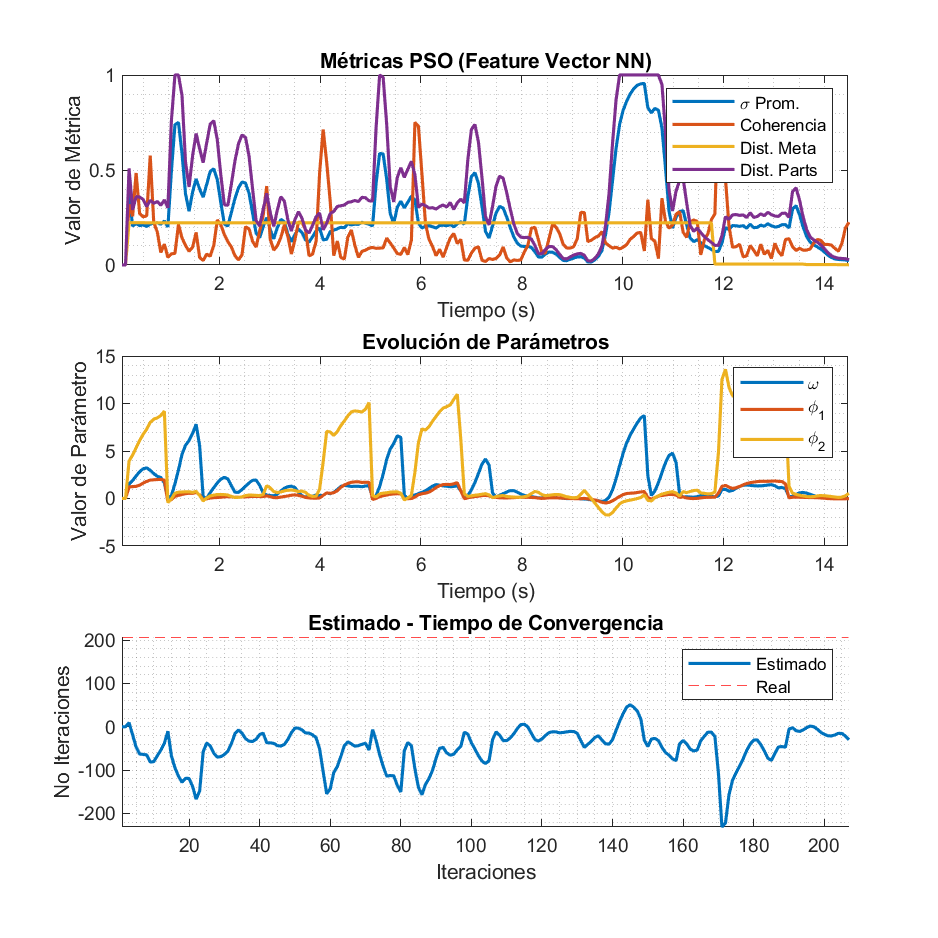 Métricas PSO (Feature Vector NN)
Valor de Métrica
1
0.5
0
σ Prom.
Coherencia
Dist. Meta
Dist. Parts
2 4 6 8 10 12 14
Tiempo (s)
Evolución de Parámetros
Valor de Parámetro
15
10
5
0
-5
ω
ϕ1
ϕ2
2 4 6 8 10 12 14
Tiempo (s)
Estimado - Tiempo de Convergencia
No Iteraciones
200
100
0
-100
-200
Estimado
Real
20 40 60 80 100 120 140 160 180 200
Iteraciones